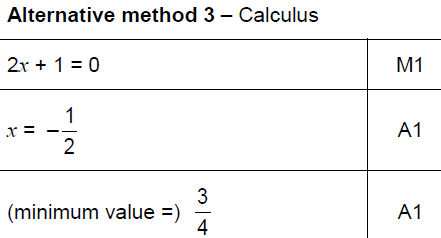 Alternative method 3 – Calculus
2x + 1 = 0 M1
x = −1/2 A1
(minimum value =) 3/4 A1